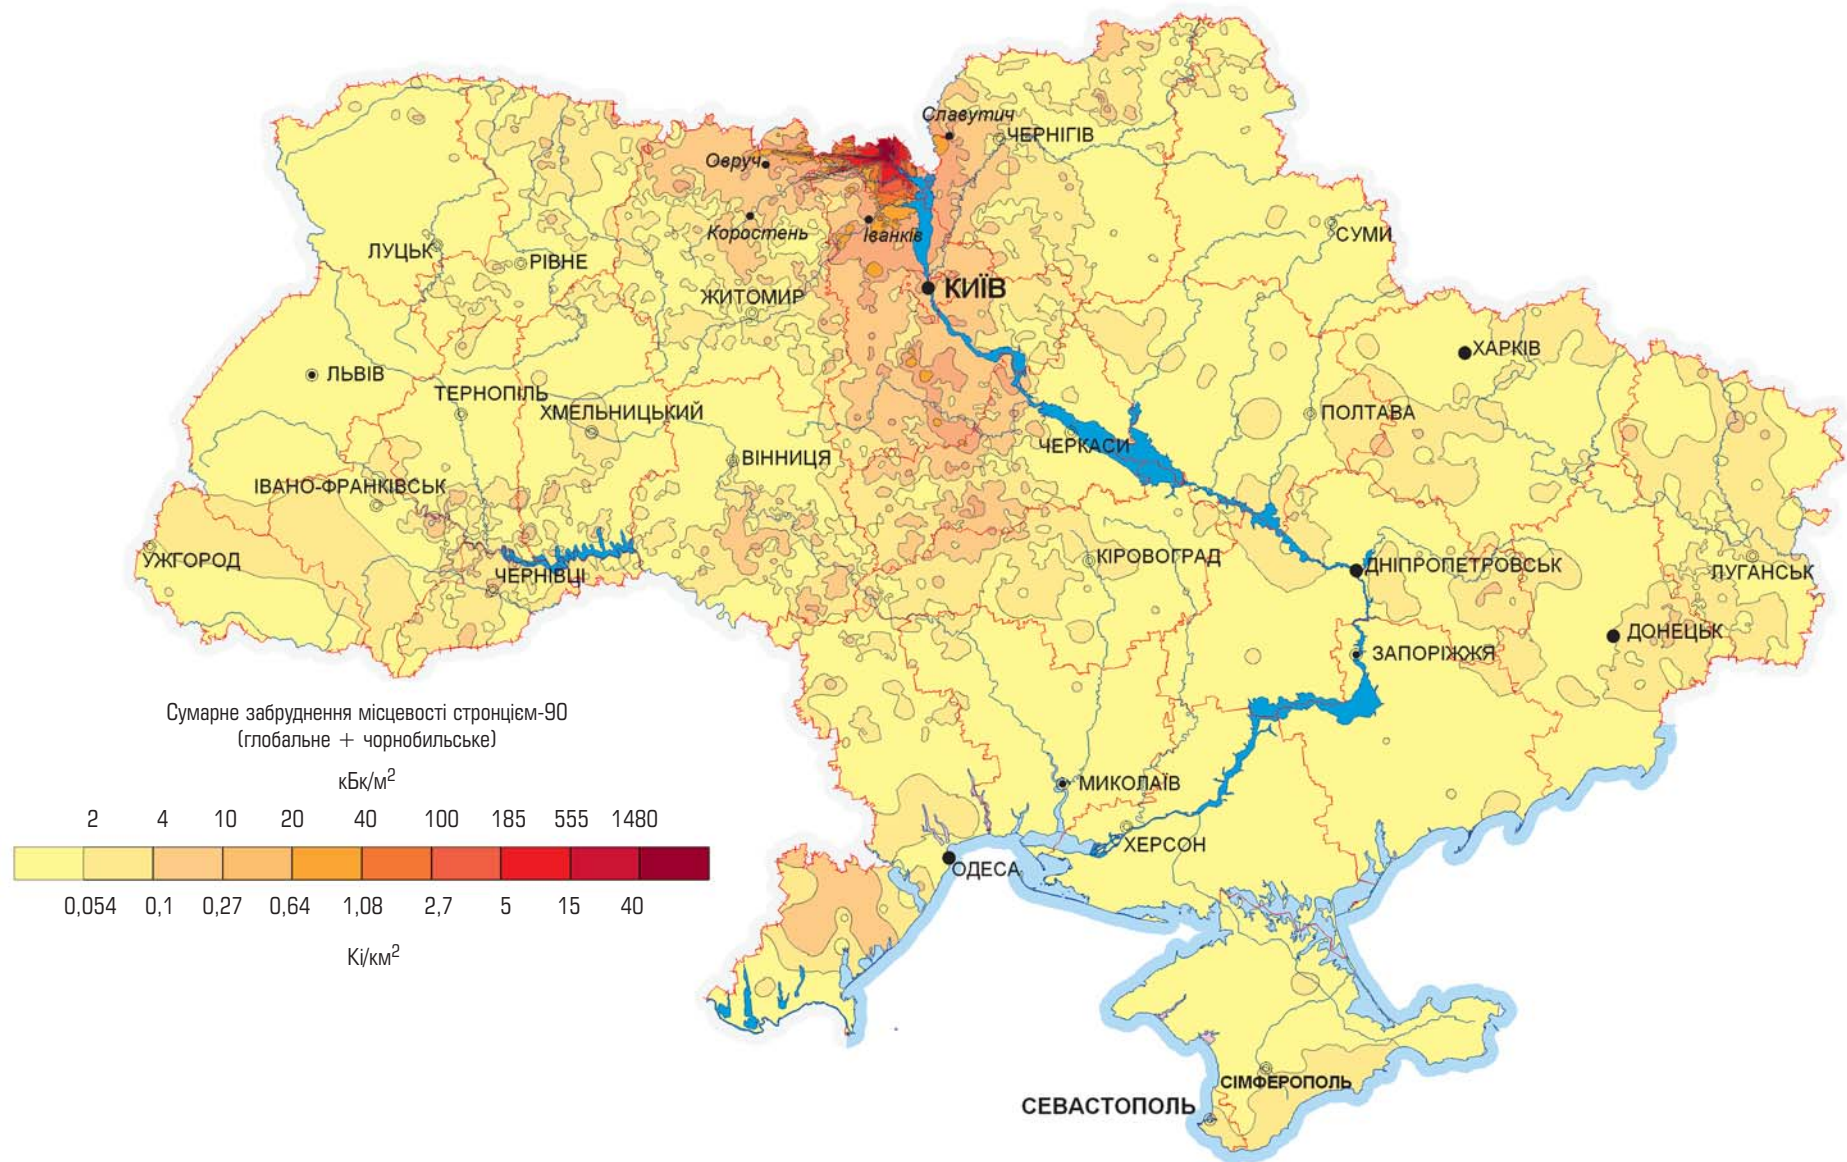 Славутич
ЧЕРНІГІВ
Овруч
Коростень
Іванків
СУМИ
ЛУЦЬК
РІВНЕ
КИЇВ
ЖИТОМИР
ХАРКІВ
ЛЬВІВ
ТЕРНОПІЛЬ
ХМЕЛЬНИЦЬКИЙ
ПОЛТАВА
ЧЕРКАСИ
ВІННИЦЯ
ІВАНО-ФРАНКІВСЬК
УЖГОРОД
КІРОВОГРАД
ДНІПРОПЕТРОВСЬК
ЛУГАНСЬК
ЧЕРНІВЦІ
ДОНЕЦЬК
ЗАПОРІЖЖЯ
Сумарне забруднення місцевості стронцієм-90
(глобальне + чорнобильське)
кБк/м²
2 4 10 20 40 100 185 555 1480
0,054 0,1 0,27 0,64 1,08 2,7 5 15 40
Кі/км²
МИКОЛАЇВ
ХЕРСОН
ОДЕСА
СІМФЕРОПОЛЬ
СЕВАСТОПОЛЬ